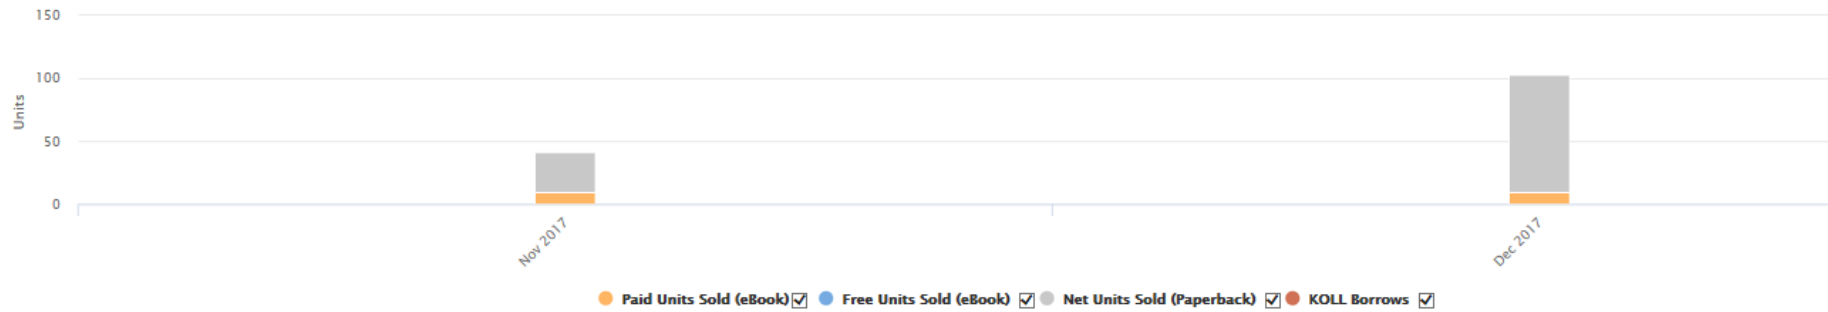 150
100
50
0
Units
Nov 2017
Dec 2017
Paid Units Sold (eBook) Free Units Sold (eBook) Net Units Sold (Paperback) KOLL Borrows